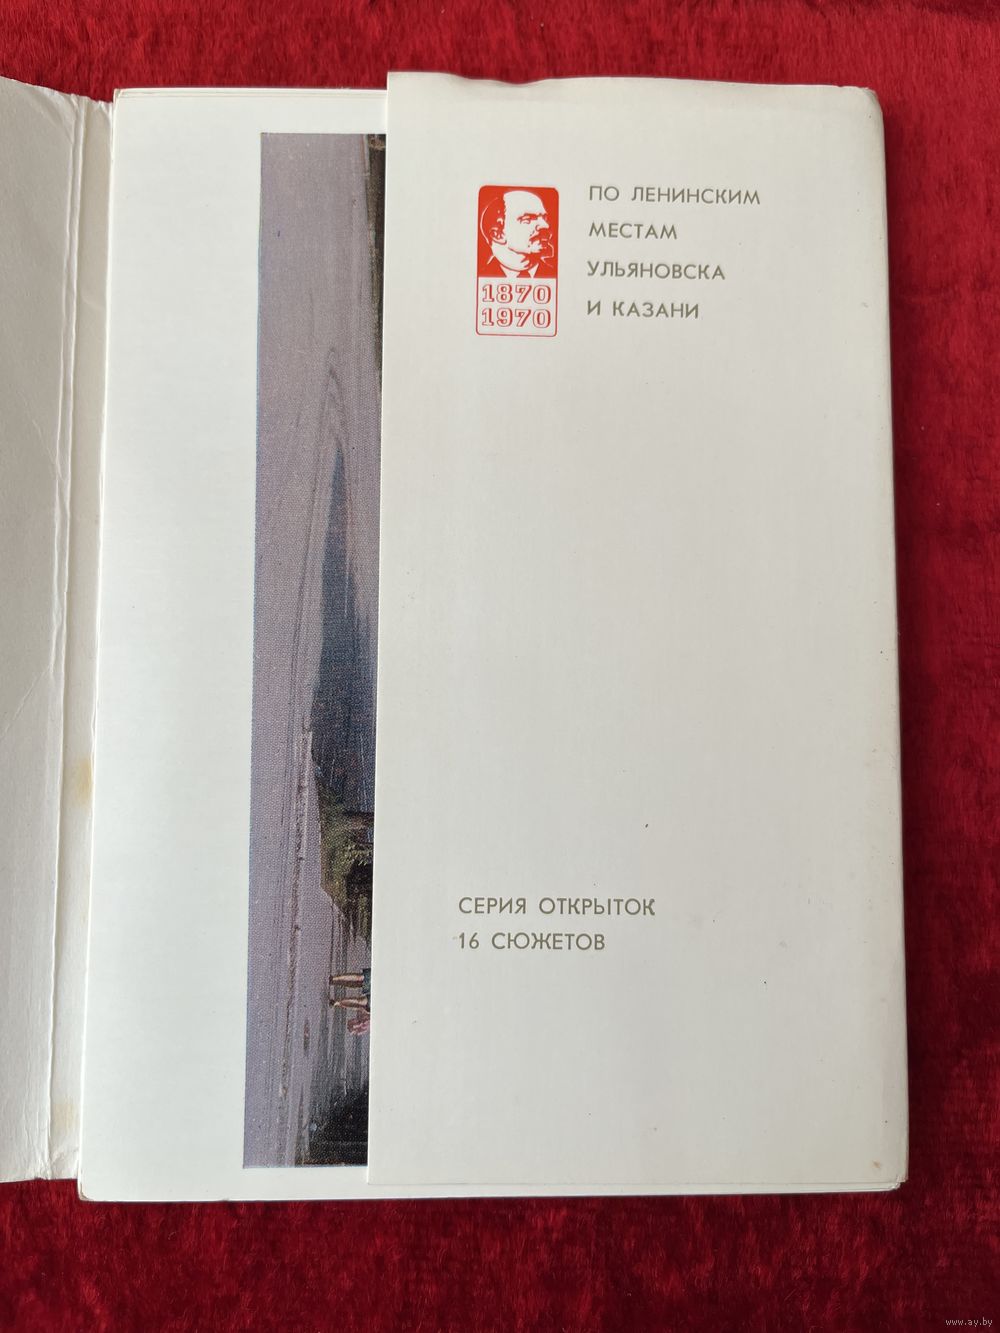 ПО ЛЕНИНСКИМ
МЕСТАМ
УЛЬЯНОВСКА
И КАЗАНИ
1870
1970
СЕРИЯ ОТКРЫТОК
16 СЮЖЕТОВ
www.ay.by